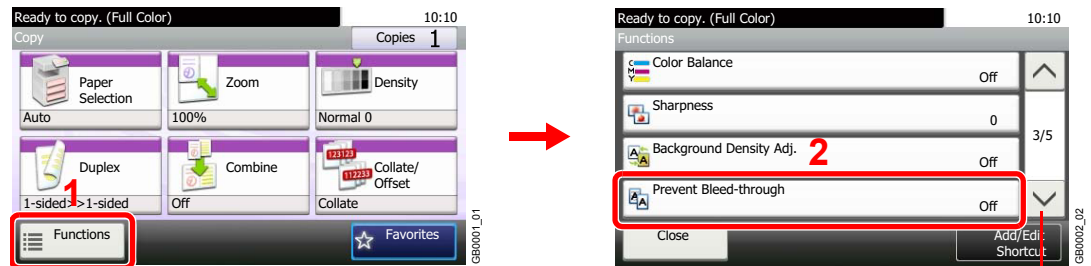 Ready to copy. (Full Color)
10:10
Copy
Copies 1
Paper
Selection
Auto
Zoom
100%
Density
Normal 0
Duplex
1-sided>>1-sided
Combine
Off
123123
112233
Collate/
Offset
Collate
1
Functions
Favorites
GB0001_01
Ready to copy. (Full Color)
10:10
Functions
C
M
Y
Color Balance
Off
Sharpness
0
Background Density Adj.
Off
2
Prevent Bleed-through
Off
3/5
Close
Add/Edit
Shortcut
GB0002_02